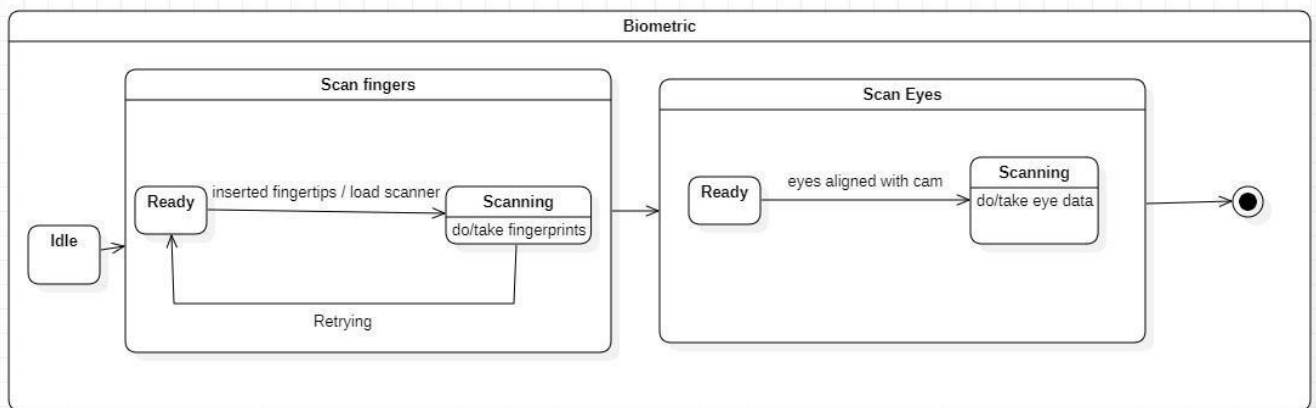 Biometric
Scan fingers
Scan Eyes
Idle
Ready
inserted fingertips / load scanner
Scanning
do/take fingerprints
Retrying
Ready
eyes aligned with cam
Scanning
do/take eye data